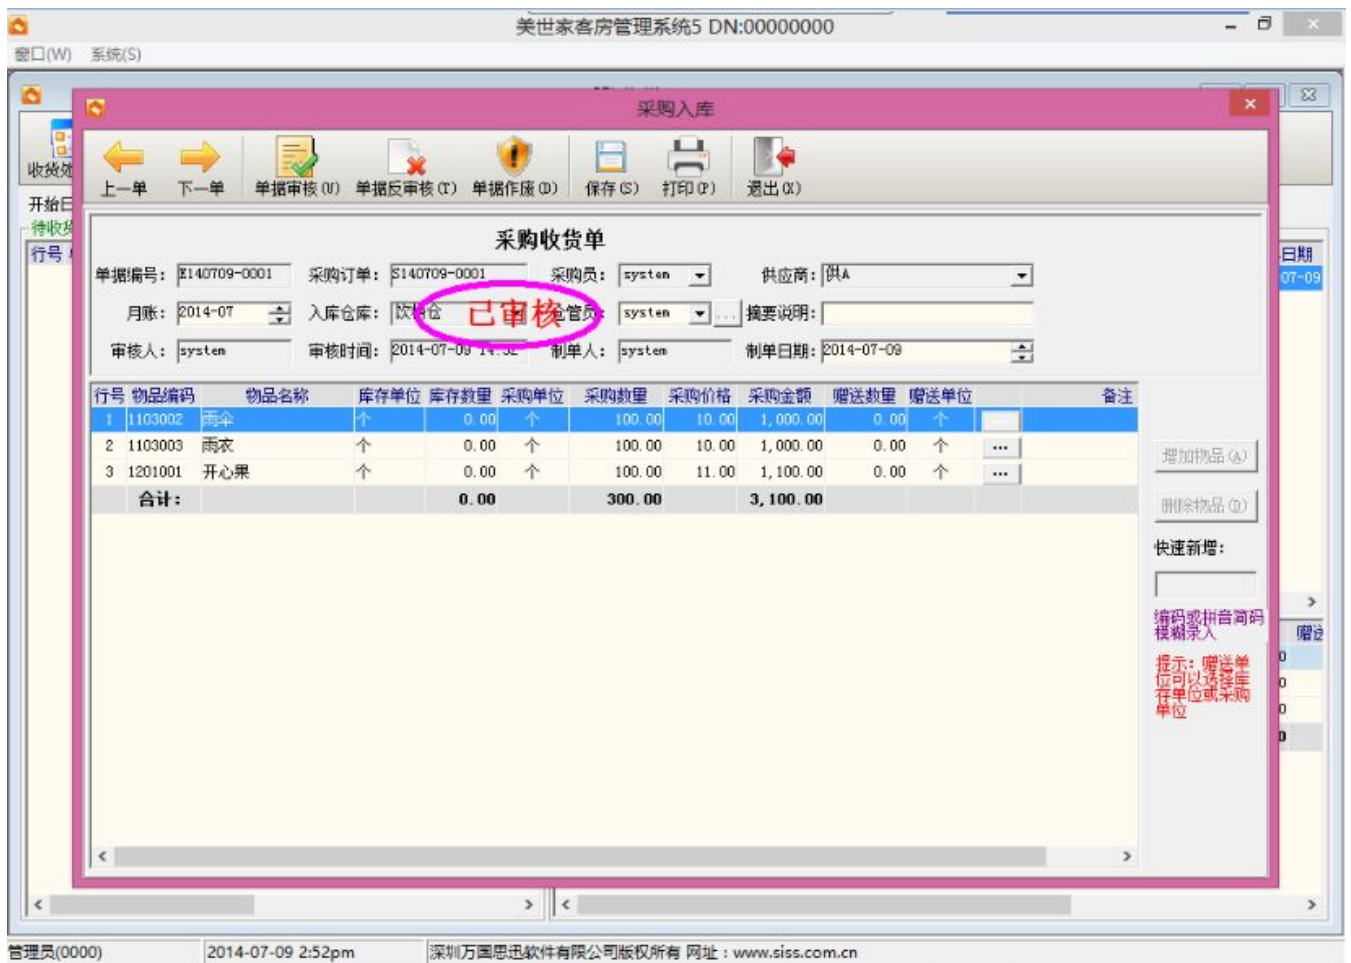 美世家客房管理系统5 DN:00000000
窗口(W) 系统(S)
采购入库
收货处
上一单 下一单 单据审核(V) 单据反审核(T) 单据作废(D) 保存(S) 打印(P) 退出(X)
开始日
待收货
行号
采购收货单
单据编号: E140709-0001 采购订单: S140709-0001 采购员: system 供应商: 供A
月账: 2014-07 入库仓库: 已审核 仓管员: system ... 摘要说明:
审核人: system 审核时间: 2014-07-09 14: 制单人: system 制单日期: 2014-07-09
日期
07-09
行号 物品编码 物品名称 库存单位 库存数量 采购单位 采购数量 采购价格 采购金额 赠送数量 赠送单位 备注
1 1103002 雨伞 个 0.00 个 100.00 10.00 1,000.00 0.00 个
2 1103003 雨衣 个 0.00 个 100.00 10.00 1,000.00 0.00 个 ...
3 1201001 开心果 个 0.00 个 100.00 11.00 1,100.00 0.00 个 ...
合计: 0.00 300.00 3,100.00
增加物品(A)
删除物品(D)
快速新增:
编码或拼音简码
模糊录入
提示: 赠送单
位可以选择库
存单位或采购
单位
赠送
0
0
0
0
管理员(0000) 2014-07-09 2:52pm 深圳万国思迅软件有限公司版权所有 网址：www.siss.com.cn